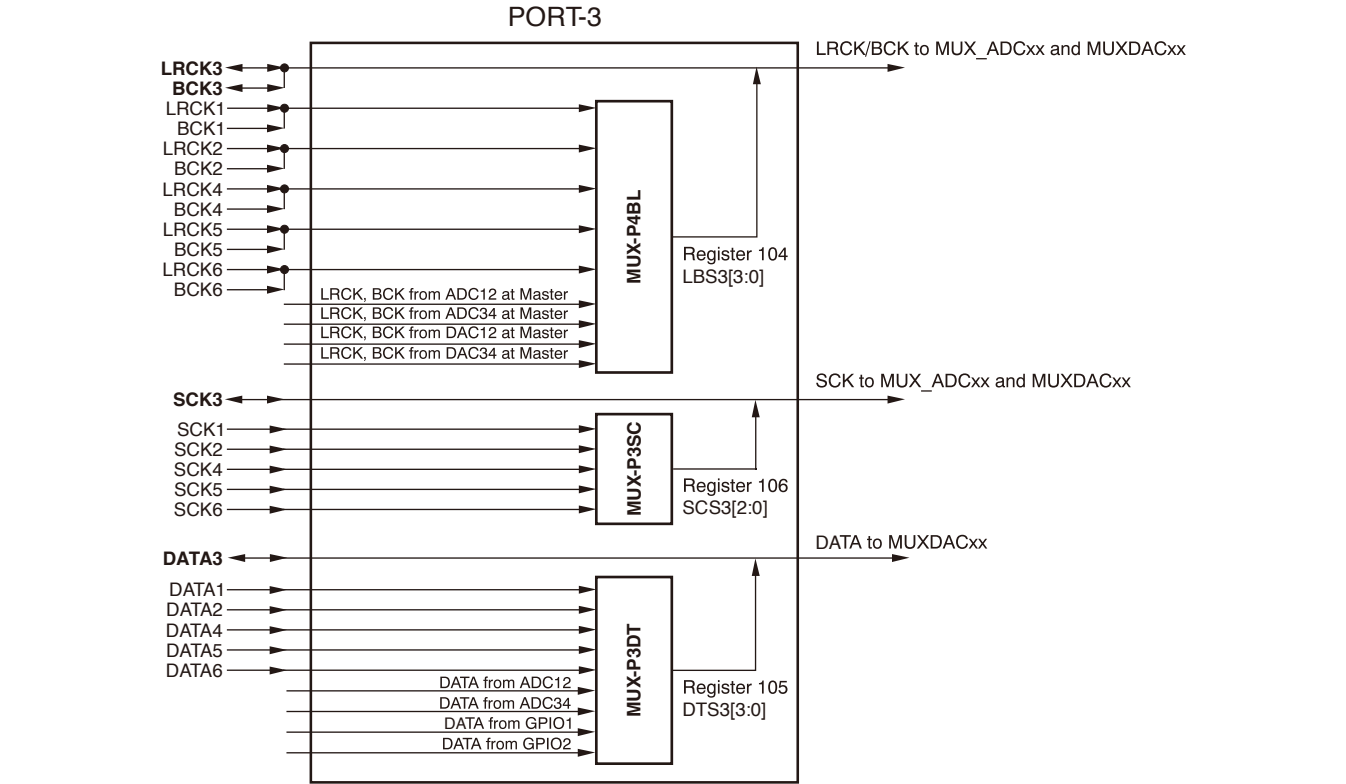 PORT-3
LRCK/BCK to MUX_ADCxx and MUXDACxx
LRCK3
BCK3
LRCK1
BCK1
LRCK2
BCK2
LRCK4
BCK4
LRCK5
BCK5
LRCK6
BCK6
LRCK, BCK from ADC12 at Master
LRCK, BCK from ADC34 at Master
LRCK, BCK from DAC12 at Master
LRCK, BCK from DAC34 at Master
MUX-P4BL
Register 104
LBS3[3:0]
SCK to MUX_ADCxx and MUXDACxx
SCK3
SCK1
SCK2
SCK4
SCK5
SCK6
MUX-P3SC
Register 106
SCS3[2:0]
DATA to MUXDACxx
DATA3
DATA1
DATA2
DATA4
DATA5
DATA6
DATA from ADC12
DATA from ADC34
DATA from GPIO1
DATA from GPIO2
MUX-P3DT
Register 105
DTS3[3:0]